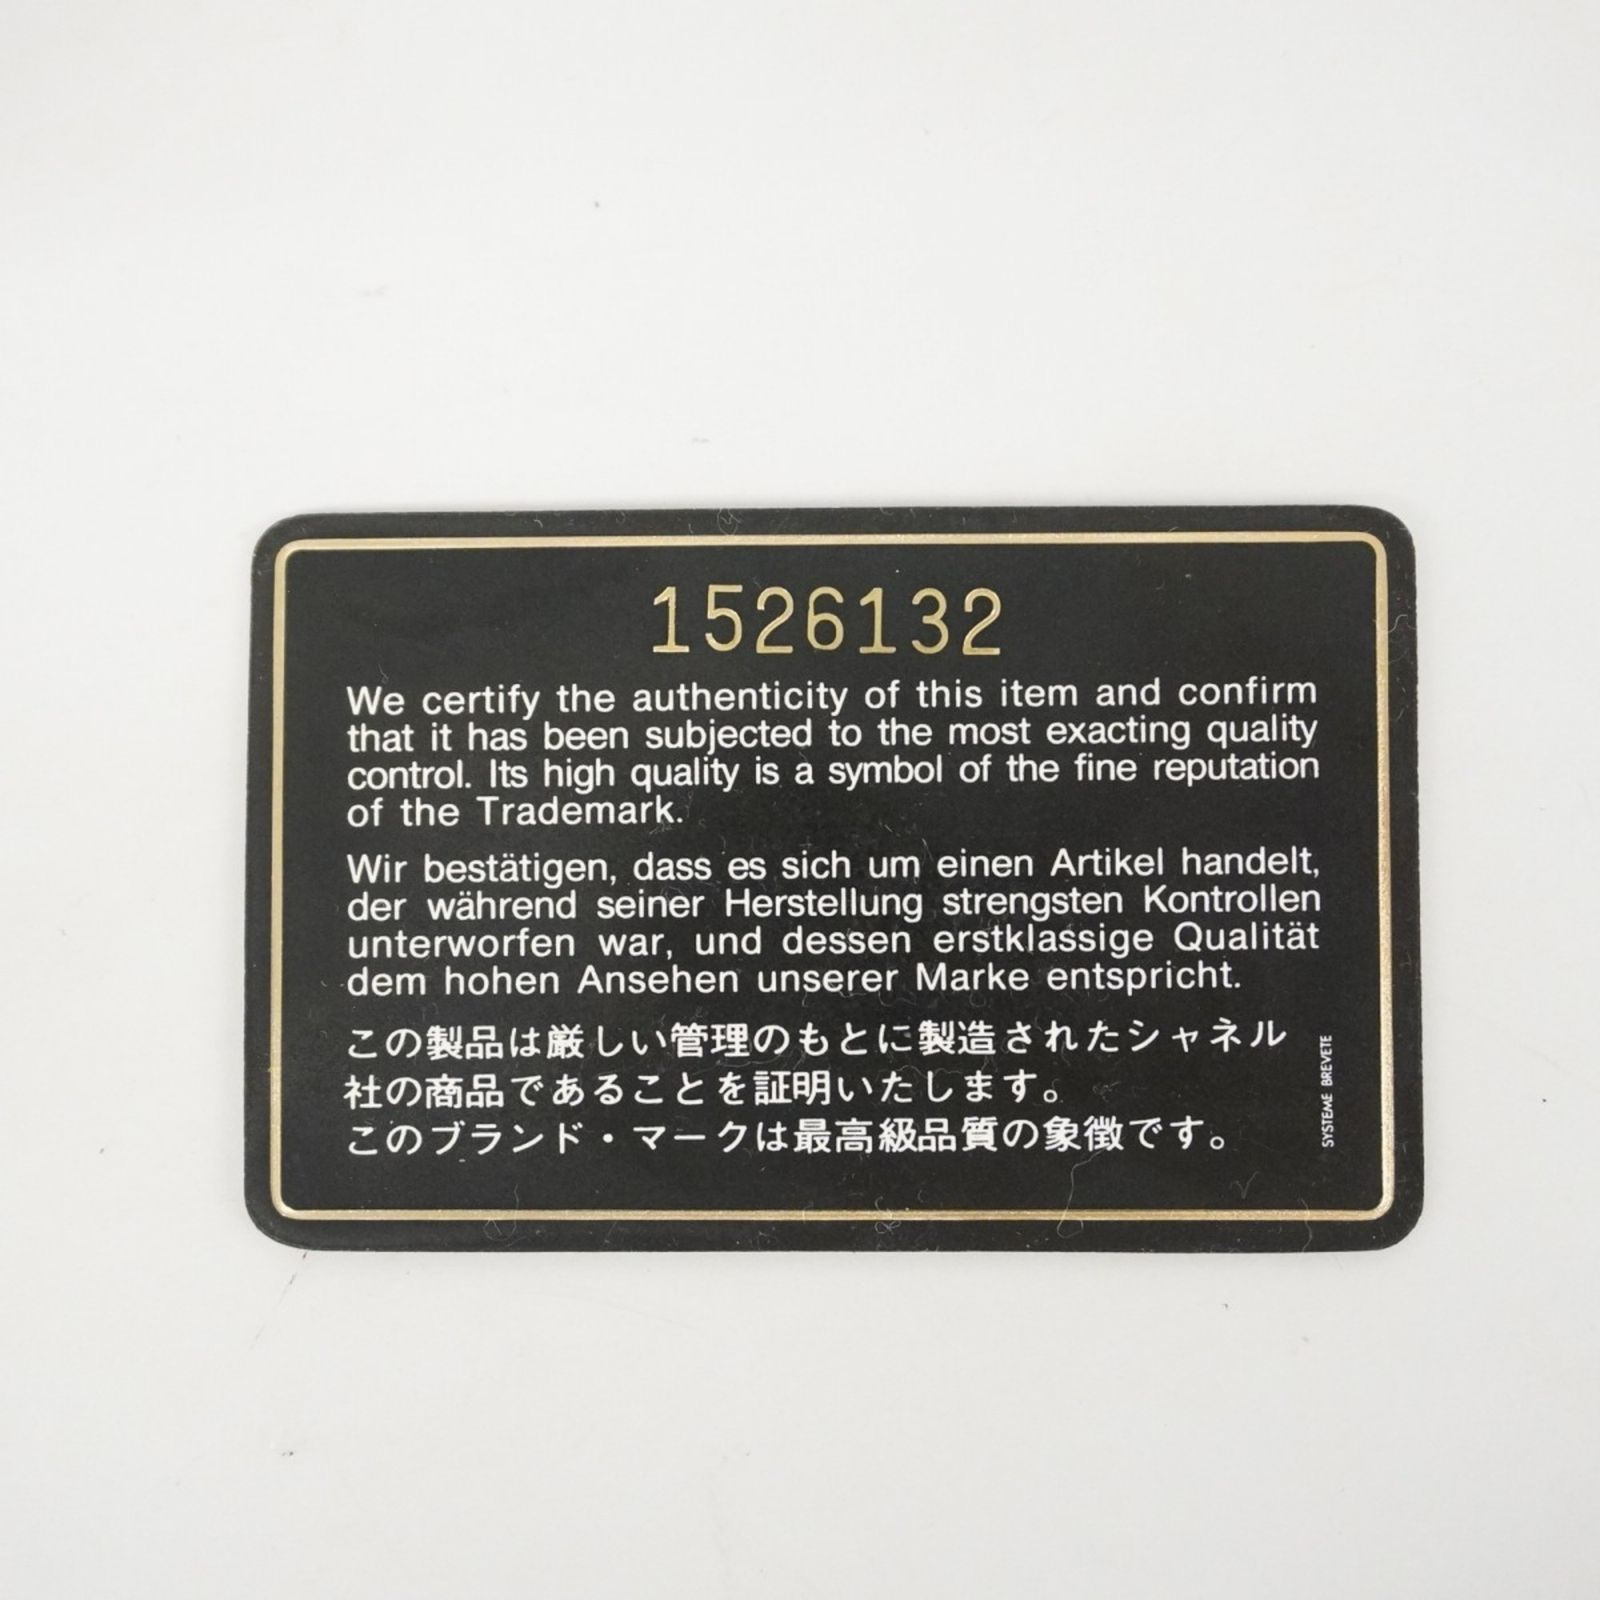 1526132
We certify the authenticity of this item and confirm
that it has been subjected to the most exacting quality
control. Its high quality is a symbol of the fine reputation
of the Trademark.
Wir bestätigen, dass es sich um einen Artikel handelt,
der während seiner Herstellung strengsten Kontrollen
unterworfen war, und dessen erstklassige Qualität
dem hohen Ansehen unserer Marke entspricht.
この製品は厳しい管理のもとに製造されたシャネル
社の商品であることを証明いたします。
このブランド・マークは最高級品質の象徴です。
SYSTEME BREVETE